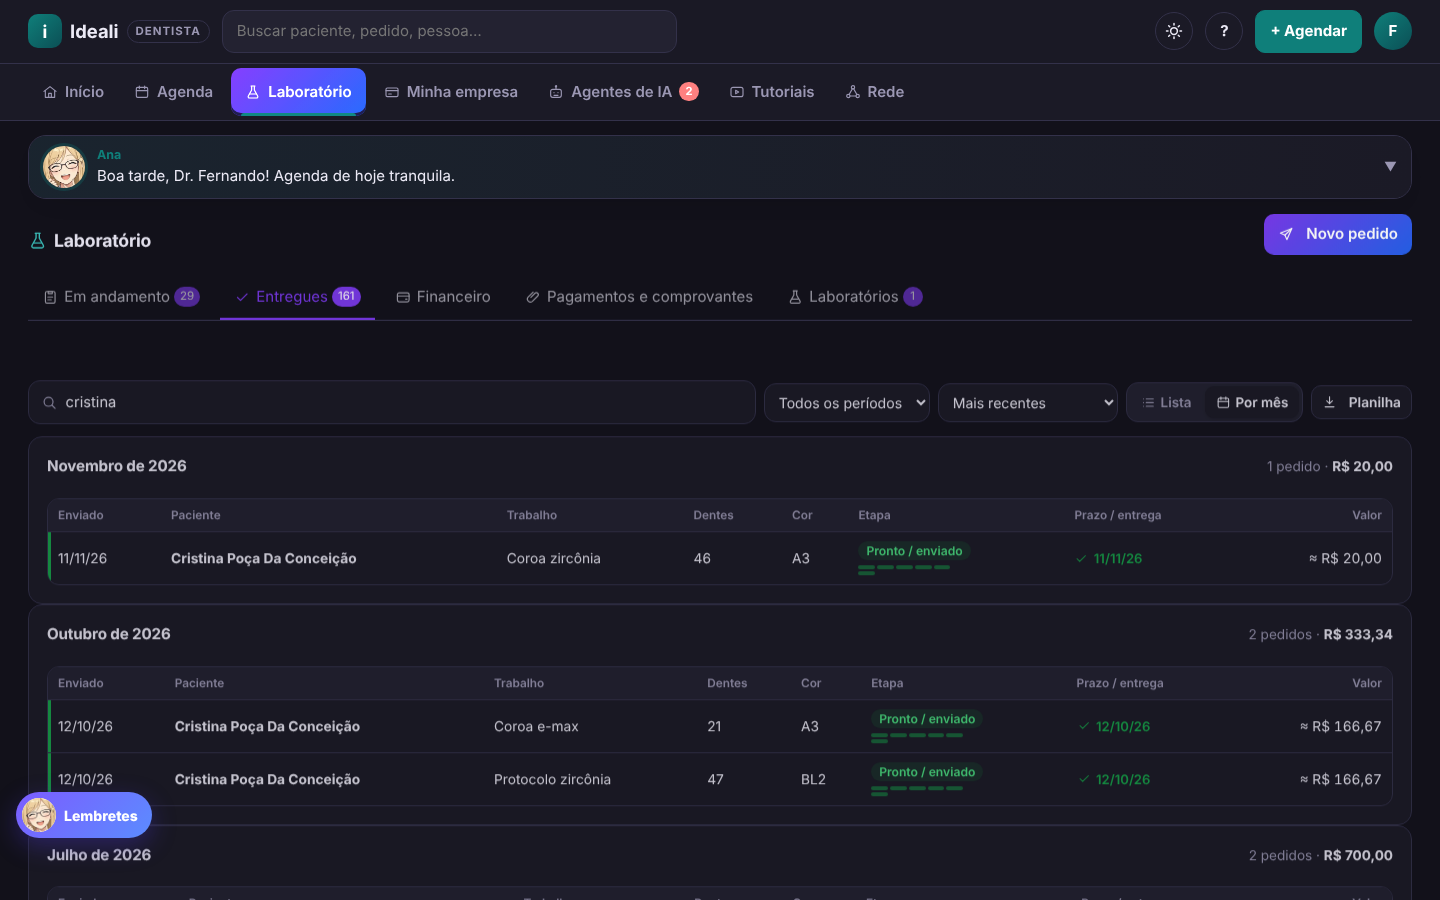 i Ideali DENTISTA Buscar paciente, pedido, pessoa... ? + Agendar F
Início Agenda Laboratório Minha empresa Agentes de IA 2 Tutoriais Rede
Ana
Boa tarde, Dr. Fernando! Agenda de hoje tranquila.
Laboratório Novo pedido
Em andamento 29 Entregues 161 Financeiro Pagamentos e comprovantes Laboratórios 1
cristina Todos os períodos Mais recentes Lista Por mês Planilha
Novembro de 2026 1 pedido · R$ 20,00
Enviado Paciente Trabalho Dentes Cor Etapa Prazo / entrega Valor
11/11/26 Cristina Poça Da Conceição Coroa zircônia 46 A3 Pronto / enviado 11/11/26 ≈ R$ 20,00
Outubro de 2026 2 pedidos · R$ 333,34
Enviado Paciente Trabalho Dentes Cor Etapa Prazo / entrega Valor
12/10/26 Cristina Poça Da Conceição Coroa e-max 21 A3 Pronto / enviado 12/10/26 ≈ R$ 166,67
12/10/26 Cristina Poça Da Conceição Protocolo zircônia 47 BL2 Pronto / enviado 12/10/26 ≈ R$ 166,67
Lembretes
Julho de 2026 2 pedidos · R$ 700,00